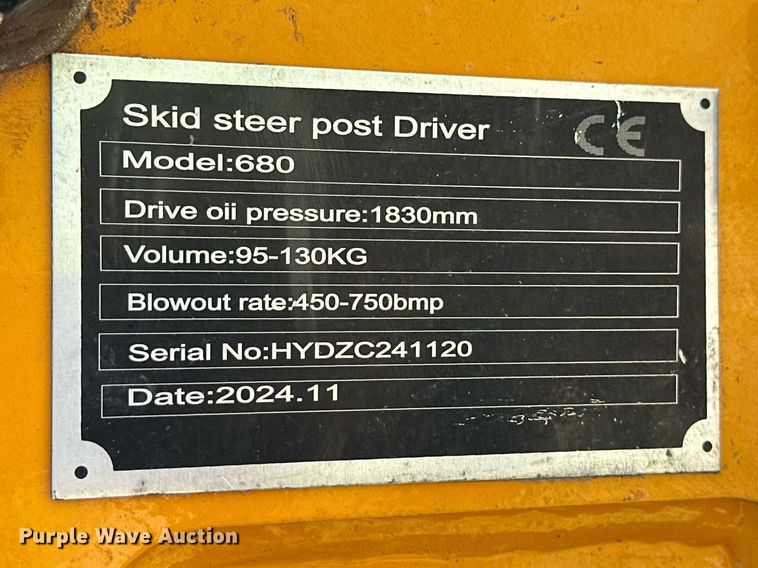 Skid steer post Driver
CE
Model:680
Drive oii pressure:1830mm
Volume:95-130KG
Blowout rate:450-750bmp
Serial No:HYDZC241120
Date:2024.11
Purple Wave Auction